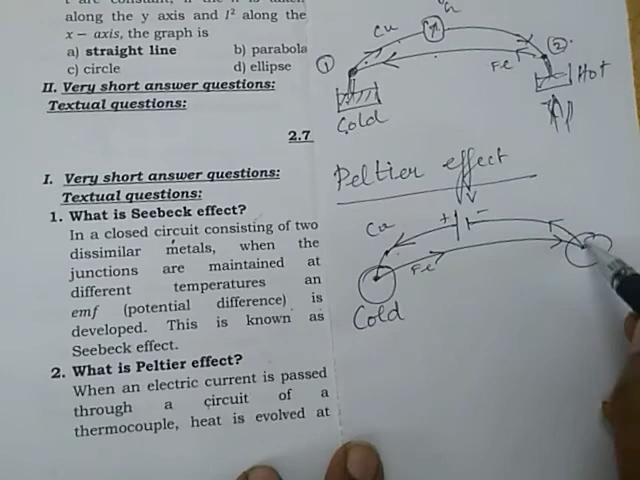 along the y axis and l² along the
x – axis, the graph is
a) straight line b) parabola
c) circle d) ellipse
II. Very short answer questions:
Textual questions:
2.7
I. Very short answer questions:
Textual questions:
1. What is Seebeck effect?
In a closed circuit consisting of two
dissimilar metals, when the
junctions are maintained at
different temperatures an
emf (potential difference) is
developed. This is known as
Seebeck effect.
2. What is Peltier effect?
When an electric current is passed
through a circuit of a
thermocouple, heat is evolved at
Cu
1
2
Fe
Hot
Cold
Peltier effect
Cu
+ −
Fe
Cold